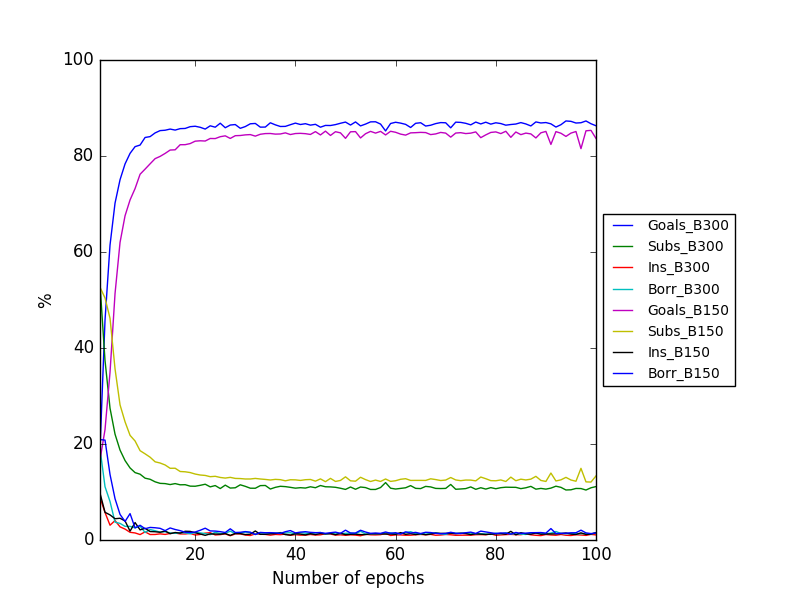 100
80
60
40
20
0
%
20
40
60
80
100
Number of epochs
Goals_B300
Subs_B300
Ins_B300
Borr_B300
Goals_B150
Subs_B150
Ins_B150
Borr_B150